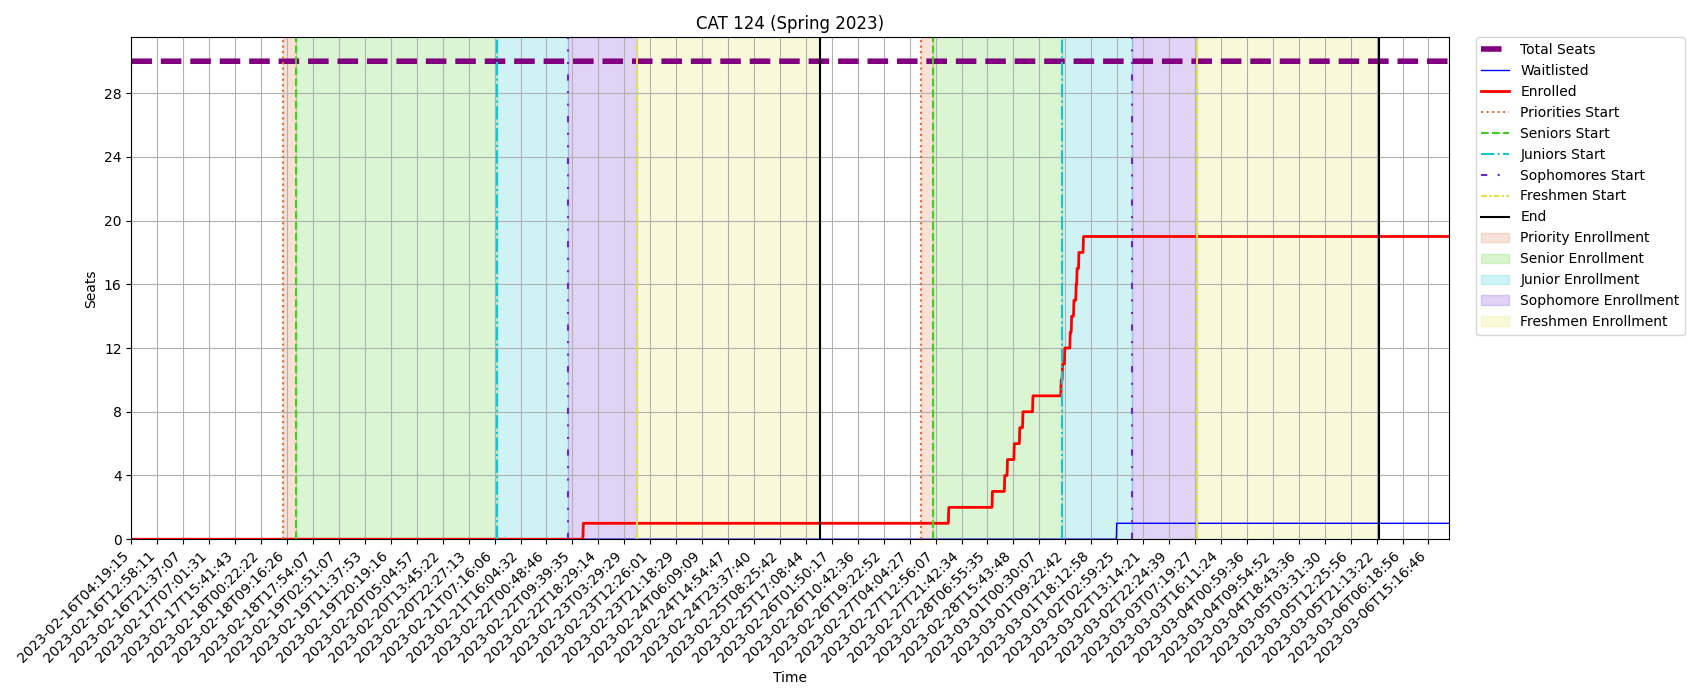 CAT 124 (Spring 2023)
Seats
28
24
20
16
12
8
4
0
2023-02-16T04:19:15
2023-02-16T12:58:11
2023-02-16T21:37:07
2023-02-17T07:01:31
2023-02-17T15:41:43
2023-02-18T00:22:22
2023-02-18T09:16:26
2023-02-18T17:54:07
2023-02-19T02:51:07
2023-02-19T11:37:53
2023-02-19T20:19:16
2023-02-20T05:04:57
2023-02-20T13:45:22
2023-02-20T22:27:13
2023-02-21T07:16:06
2023-02-21T16:04:32
2023-02-22T00:48:46
2023-02-22T09:39:35
2023-02-22T18:29:14
2023-02-23T03:29:29
2023-02-23T12:26:01
2023-02-23T21:18:29
2023-02-24T06:09:09
2023-02-24T14:54:47
2023-02-24T23:37:40
2023-02-25T08:25:42
2023-02-25T17:08:44
2023-02-26T01:50:17
2023-02-26T10:42:36
2023-02-26T19:22:52
2023-02-27T04:04:27
2023-02-27T12:56:07
2023-02-27T21:42:34
2023-02-28T06:55:35
2023-02-28T15:43:48
2023-03-01T00:30:07
2023-03-01T09:22:42
2023-03-01T18:12:58
2023-03-02T02:59:25
2023-03-02T13:14:21
2023-03-02T22:24:39
2023-03-03T07:19:27
2023-03-03T16:11:24
2023-03-04T00:59:36
2023-03-04T09:54:52
2023-03-04T18:43:36
2023-03-05T03:31:30
2023-03-05T12:25:56
2023-03-05T21:13:22
2023-03-06T06:18:56
2023-03-06T15:16:46
Time
Total Seats
Waitlisted
Enrolled
Priorities Start
Seniors Start
Juniors Start
Sophomores Start
Freshmen Start
End
Priority Enrollment
Senior Enrollment
Junior Enrollment
Sophomore Enrollment
Freshmen Enrollment